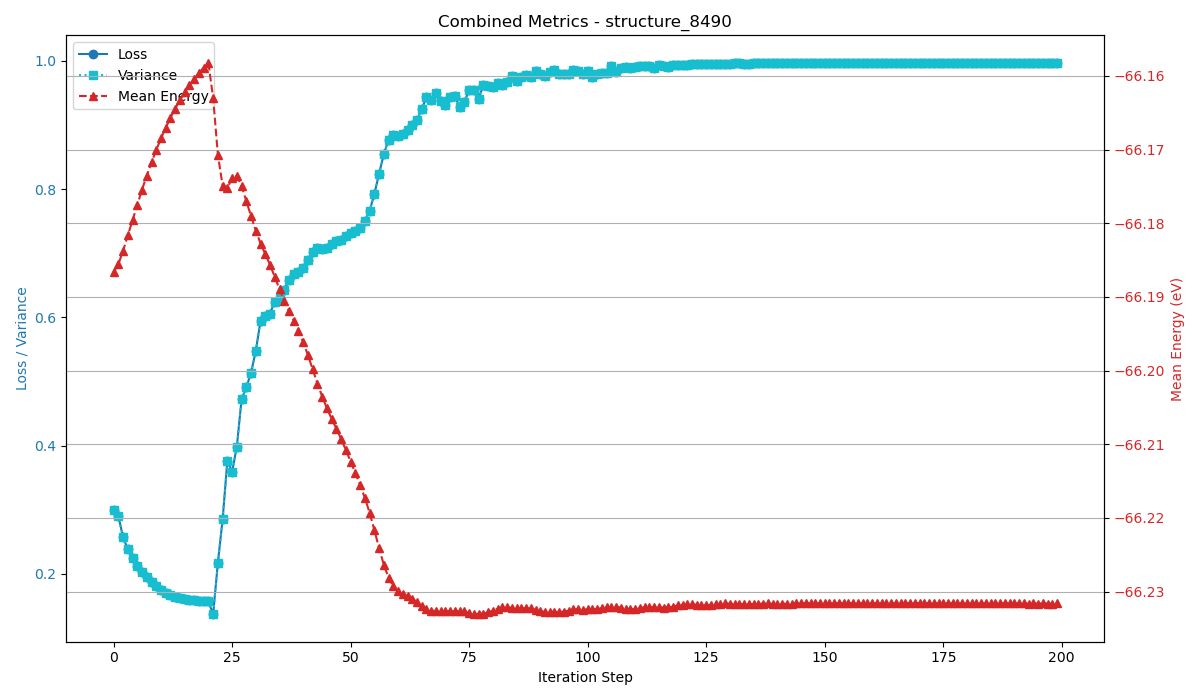 Combined Metrics - structure_8490
Loss
Variance
Mean Energy
1.0
0.8
0.6
0.4
0.2
Loss / Variance
−66.16
−66.17
−66.18
−66.19
−66.20
−66.21
−66.22
−66.23
Mean Energy (eV)
0 25 50 75 100 125 150 175 200
Iteration Step